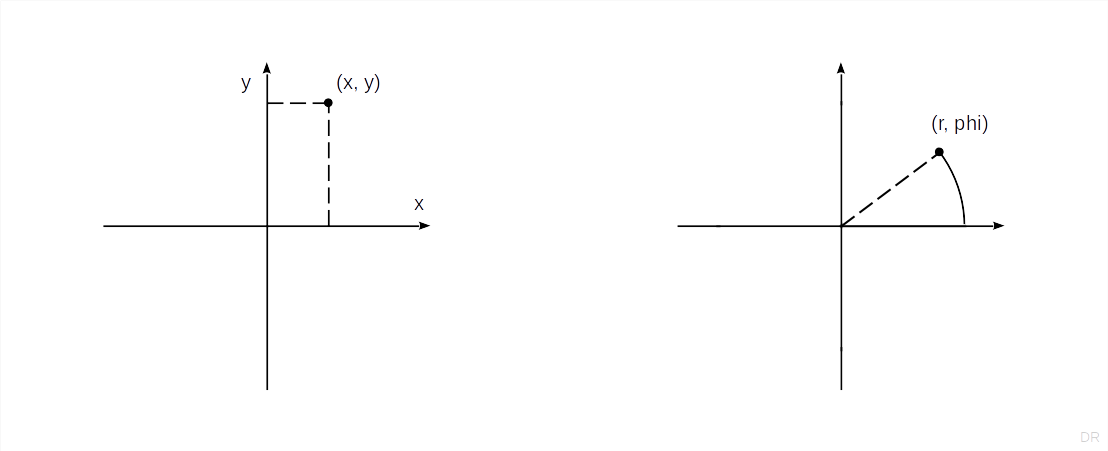 y
(x, y)
x
(r, phi)
DR